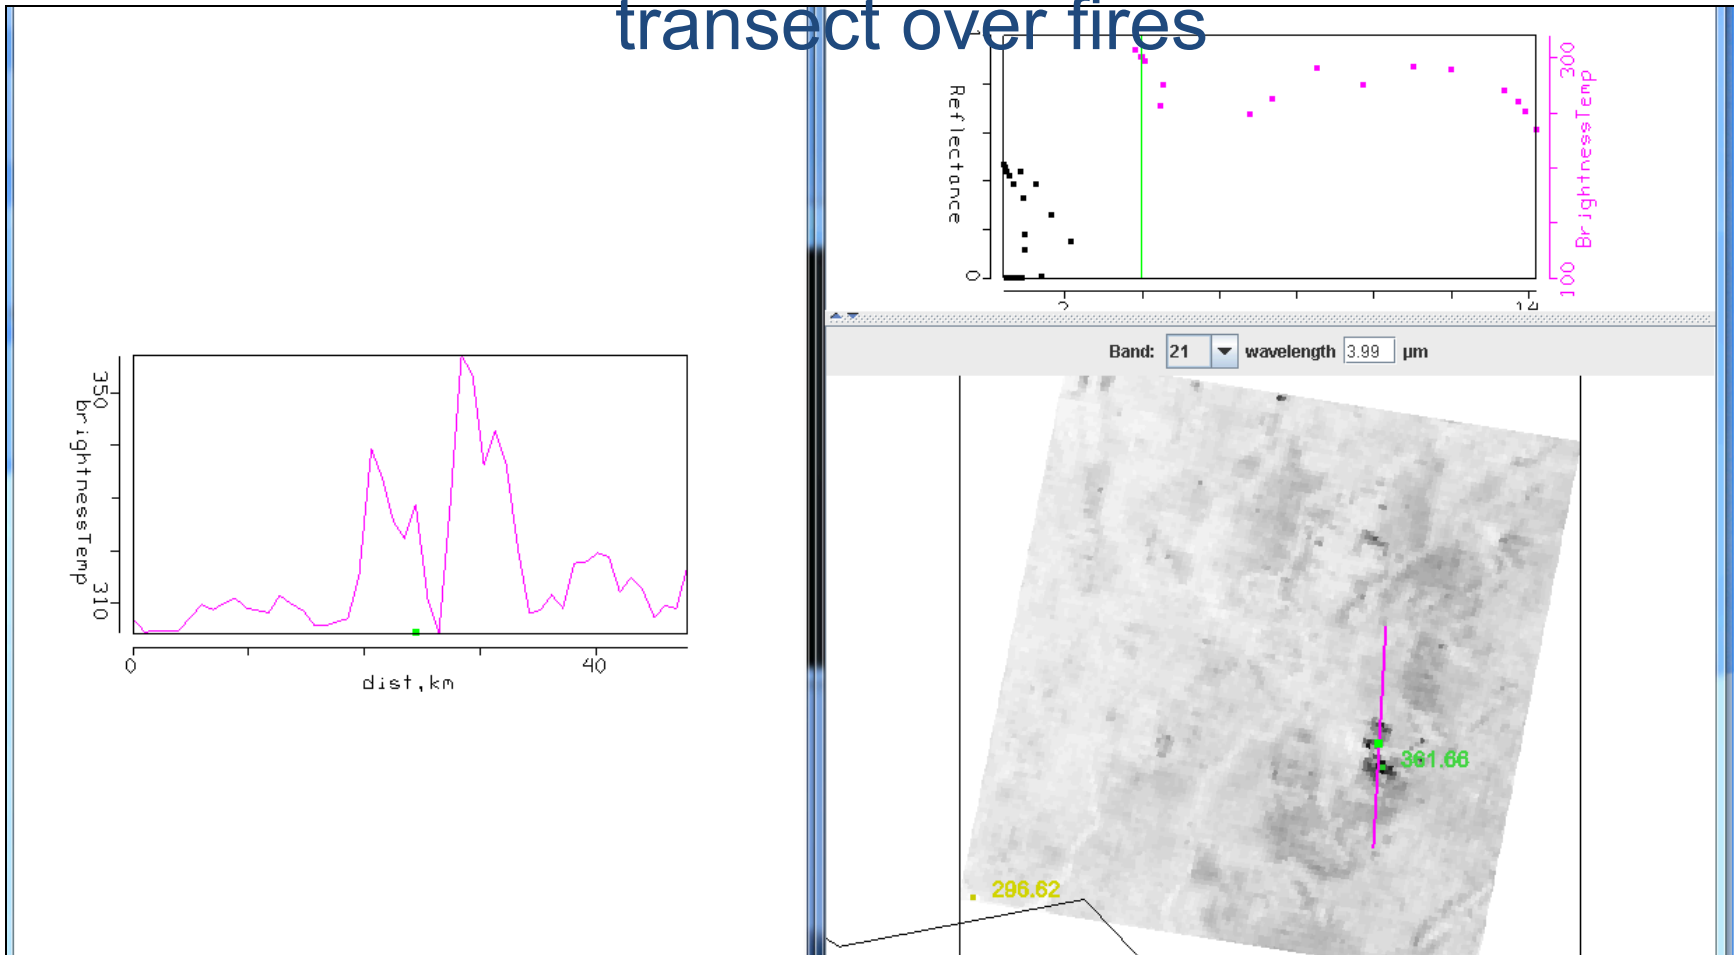 transect over fires
1
Reflectance
0
300
BrightnessTemp
100
2
14
Band: 21 wavelength 3.99 µm
350
brightnessTemp
310
0
40
dist,km
361.66
296.62